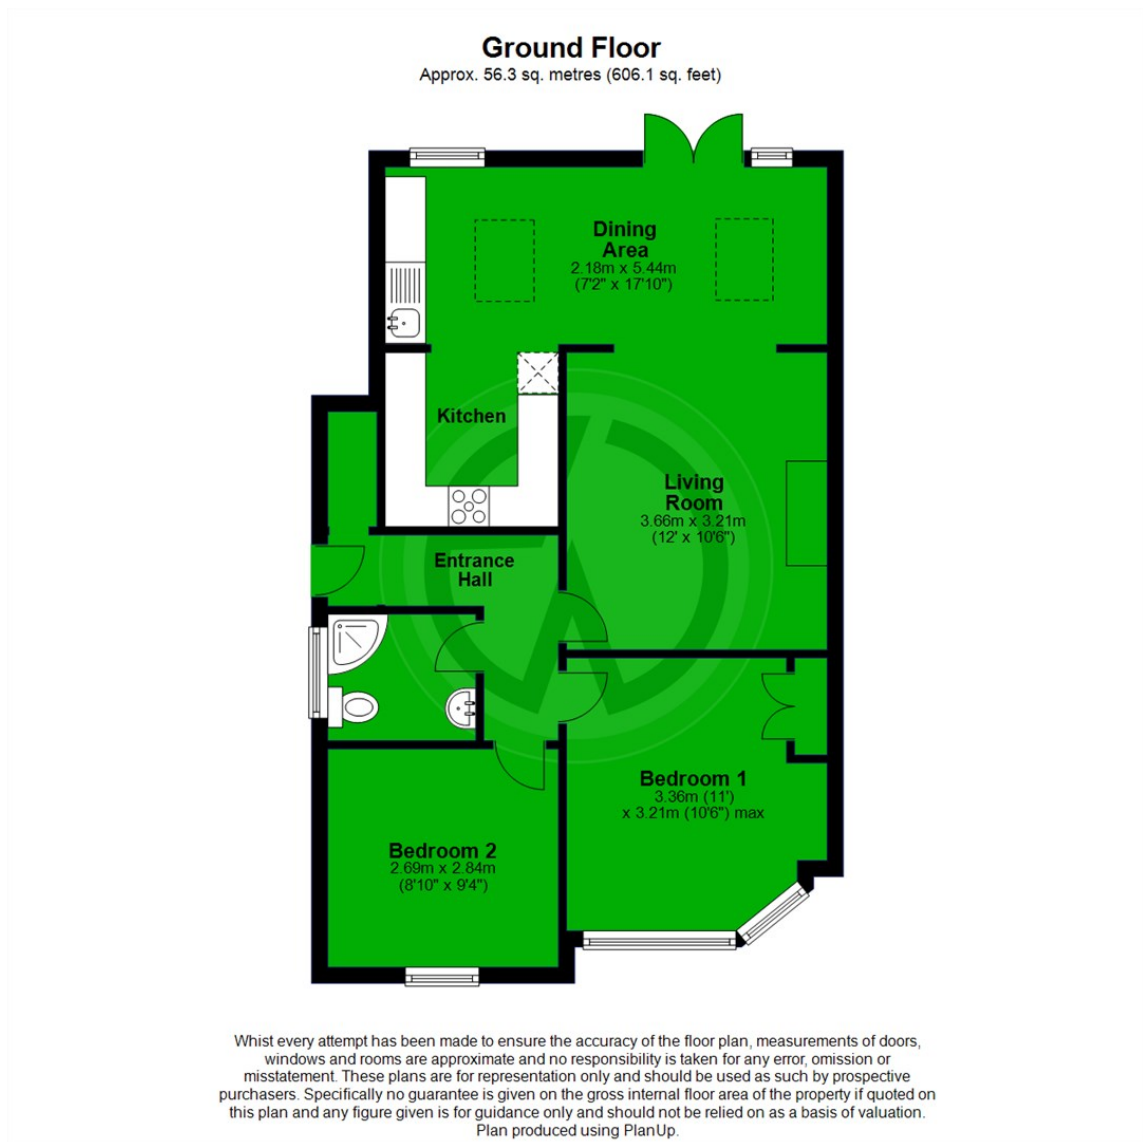 Ground Floor
Approx. 56.3 sq. metres (606.1 sq. feet)
Dining
Area
2.18m x 5.44m
(7'2" x 17'10")
Kitchen
Living
Room
3.66m x 3.21m
(12' x 10'6")
Entrance
Hall
Bedroom 1
3.36m (11')
x 3.21m (10'6") max
Bedroom 2
2.69m x 2.84m
(8'10" x 9'4")
Whist every attempt has been made to ensure the accuracy of the floor plan, measurements of doors,
windows and rooms are approximate and no responsibility is taken for any error, omission or
misstatement. These plans are for representation only and should be used as such by prospective
purchasers. Specifically no guarantee is given on the gross internal floor area of the property if quoted on
this plan and any figure given is for guidance only and should not be relied on as a basis of valuation.
Plan produced using PlanUp.